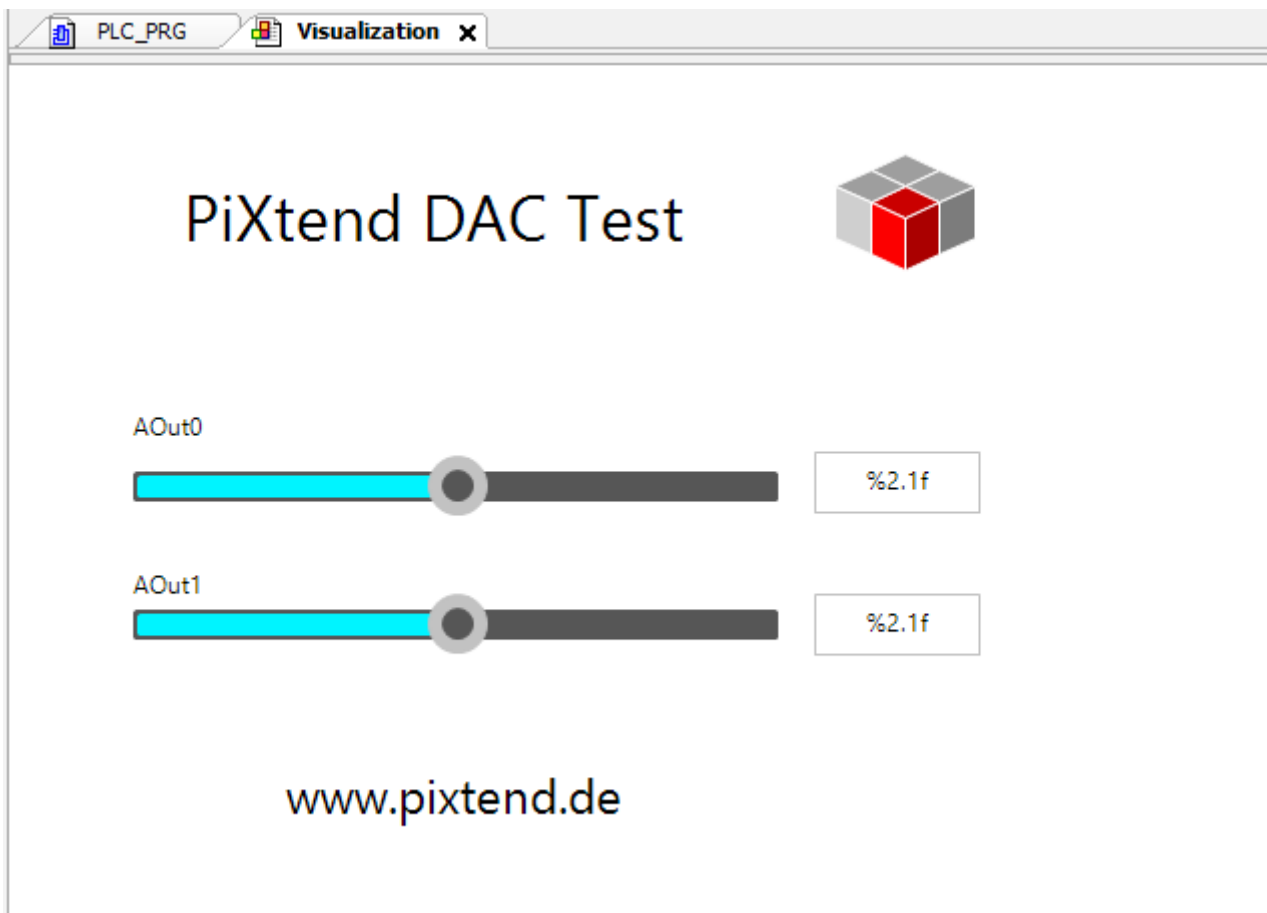 PLC_PRG Visualization
PiXtend DAC Test
AOut0
%2.1f
AOut1
%2.1f
www.pixtend.de